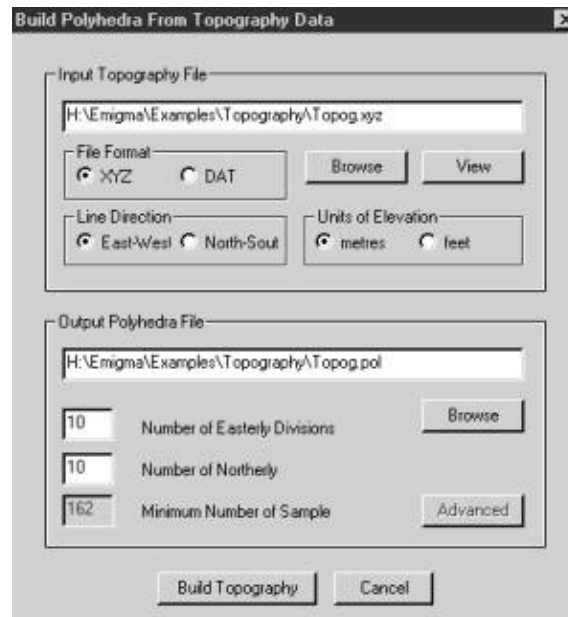 Build Polyhedra From Topography Data
Input Topography File
H:\Emigma\Examples\Topography\Topog.xyz
File Format
XYZ DAT
Browse View
Line Direction
East-West North-Sout
Units of Elevation
metres feet
Output Polyhedra File
H:\Emigma\Examples\Topography\Topog.pol
10 Number of Easterly Divisions
Browse
10 Number of Northerly
162 Minimum Number of Sample
Advanced
Build Topography Cancel